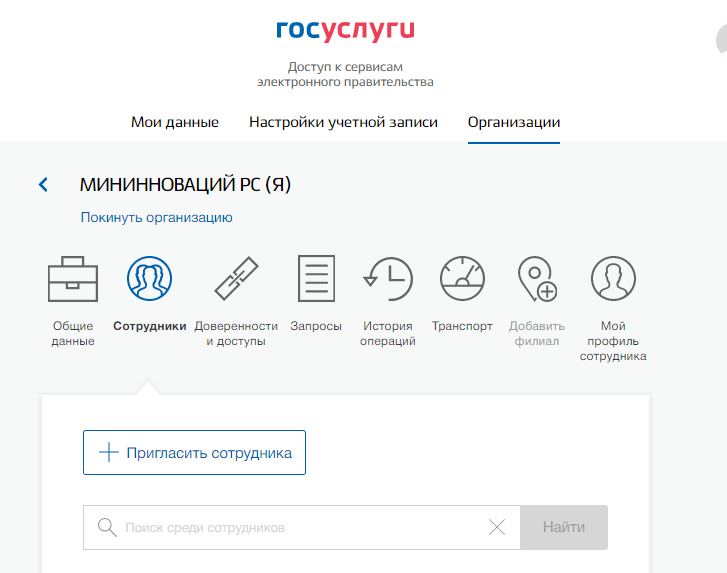 госуслуги
Доступ к сервисам
электронного правительства
Мои данные Настройки учетной записи Организации
МИНИННОВАЦИЙ РС (Я)
Покинуть организацию
Общие
данные
Сотрудники
Доверенности
и доступы
Запросы
История
операций
Транспорт
Добавить
филиал
Мой
профиль
сотрудника
Пригласить сотрудника
Поиск среди сотрудников
Найти